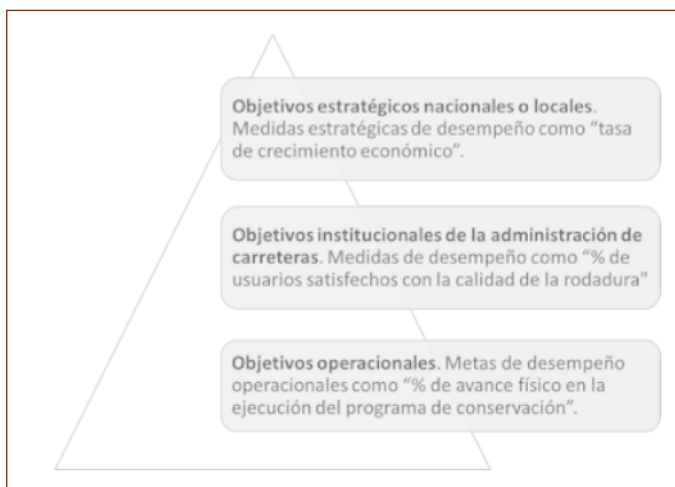 Objetivos estratégicos nacionales o locales.
Medidas estratégicas de desempeño como “tasa
de crecimiento económico”.
Objetivos institucionales de la administración de
carreteras. Medidas de desempeño como “% de
usuarios satisfechos con la calidad de la rodadura"
Objetivos operacionales. Metas de desempeño
operacionales como “% de avance físico en la
ejecución del programa de conservación”.